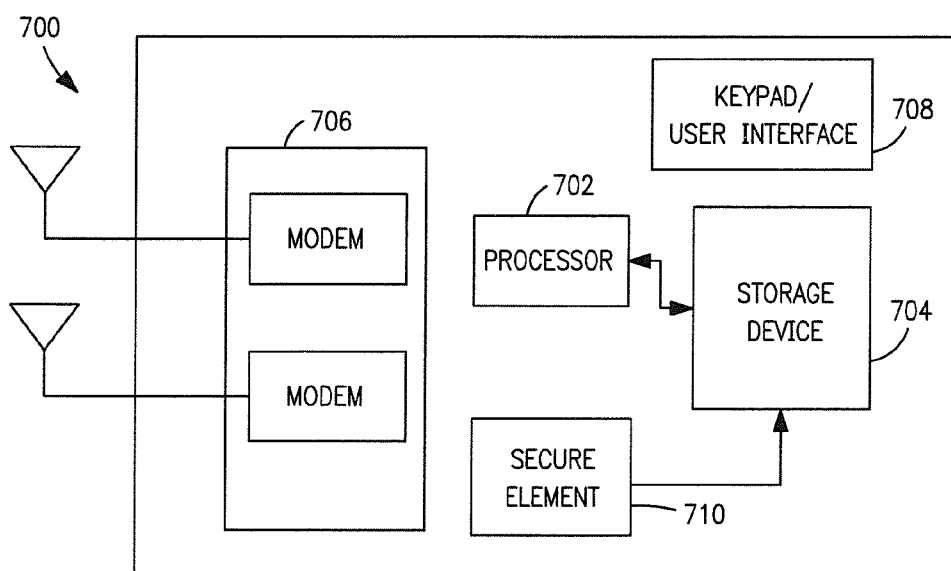 700
706
KEYPAD/
USER INTERFACE
708
702
MODEM
PROCESSOR
STORAGE
DEVICE
704
MODEM
SECURE
ELEMENT
710